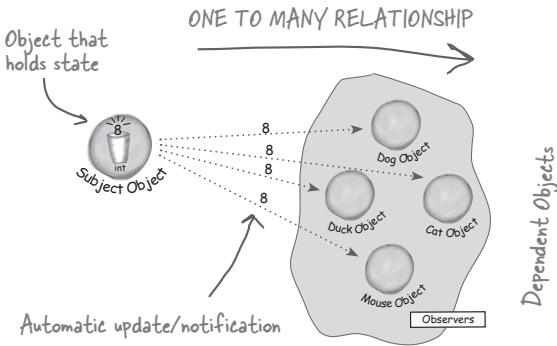 ONE TO MANY RELATIONSHIP
Object that
holds state
8
int
Subject Object
8
8
8
8
Dog Object
Duck Object
Cat Object
Mouse Object
Observers
Automatic update/notification
Dependent Objects